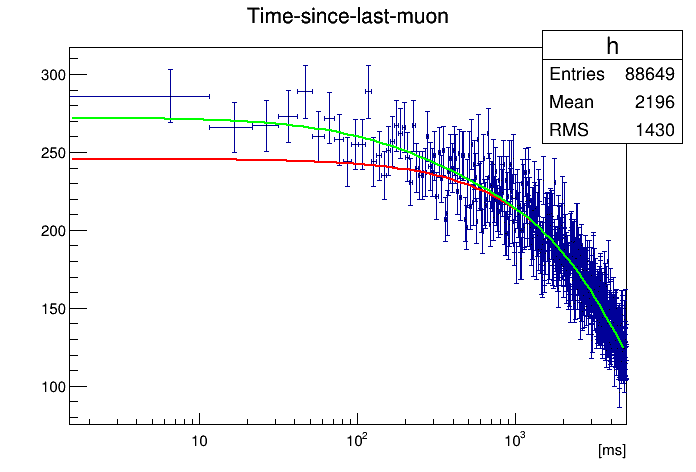 Time-since-last-muon
h
Entries 88649
Mean 2196
RMS 1430
300
250
200
150
100
10
10²
10³
[ms]